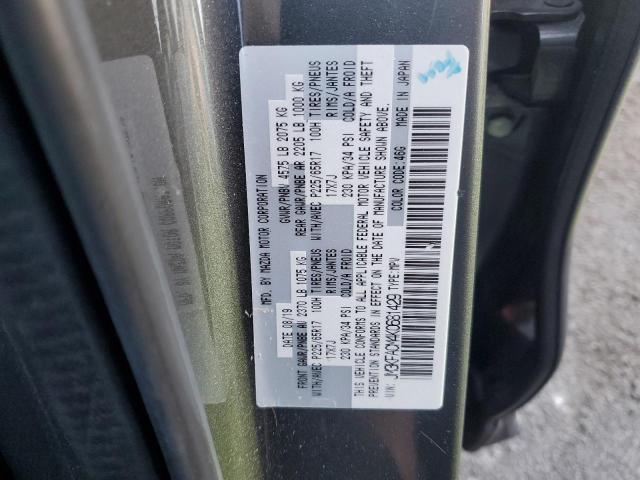 MFD. BY MAZDA MOTOR CORPORATION
DATE 08/19
GVWR/PNBV 4575 LB 2075 KG
FRONT GAWR/PNBE AV 2370 LB 1075 KG
REAR GAWR/PNBE AR 2205 LB 1000 KG
WITH/AVEC P225/65R17 100H TIRES/PNEUS
WITH/AVEC P225/65R17 100H TIRES/PNEUS
17X7J RIMS/JANTES
17X7J RIMS/JANTES
230 KPA/34 PSI COLD/A FROID
230 KPA/34 PSI COLD/A FROID
THIS VEHICLE CONFORMS TO ALL APPLICABLE FEDERAL MOTOR VEHICLE SAFETY AND THEFT
PREVENTION STANDARDS IN EFFECT ON THE DATE OF MANUFACTURE SHOWN ABOVE.
COLOR CODE: 46G MADE IN JAPAN
V.I.N.: TYPE: MPV